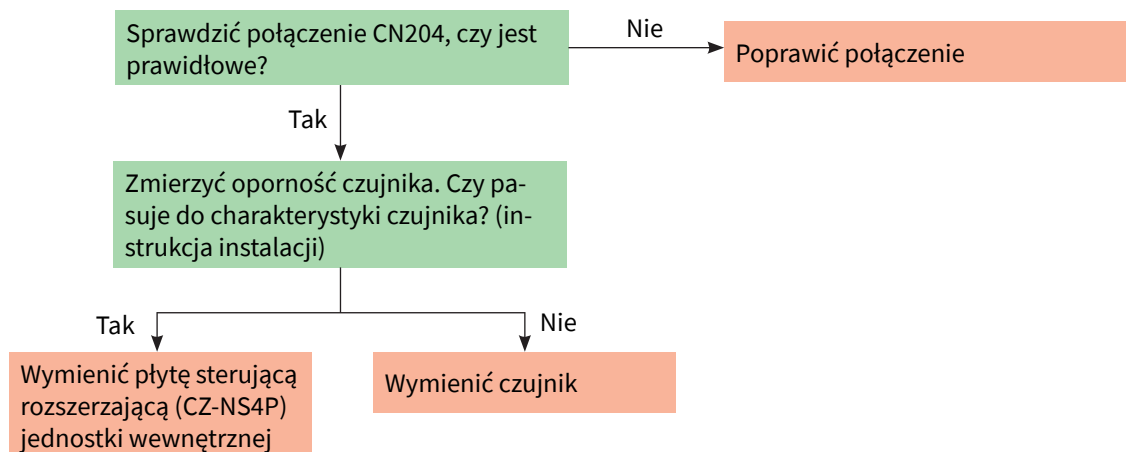 Sprawdzić połączenie CN204, czy jest
prawidłowe?
Nie
Poprawić połączenie
Tak
Zmierzyć oporność czujnika. Czy pa-
suje do charakterystyki czujnika? (in-
strukcja instalacji)
Tak
Nie
Wymienić płytę sterującą
rozszerzającą (CZ-NS4P)
jednostki wewnętrznej
Wymienić czujnik